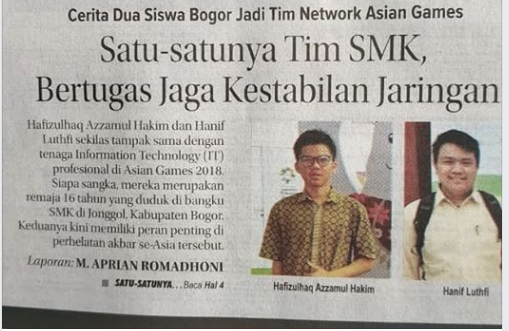 Cerita Dua Siswa Bogor Jadi Tim Network Asian Games
Satu-satunya Tim SMK,
Bertugas Jaga Kestabilan Jaringan
Hafizulhaq Azzamul Hakim dan Hanif
Luthfi sekilas tampak sama dengan
tenaga Information Technology (IT)
profesional di Asian Games 2018.
Siapa sangka, mereka merupakan
remaja 16 tahun yang duduk di bangku
SMK di Jonggol, Kabupaten Bogor.
Keduanya kini memiliki peran penting di
perhelatan akbar se-Asia tersebut.
Laporan: M. APRIAN ROMADHONI
SATU-SATUNYA...Baca Hal 4
Hafizulhaq Azzamul Hakim
Hanif Luthfi